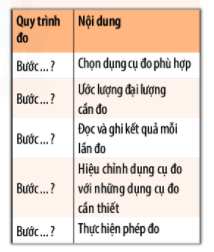 Quy trình Nội dung
đo
Bước...? Chọn dụng cụ đo phù hợp
Bước...? Ước lượng đại lượng
cần đo
Bước...? Đọc và ghi kết quả mỗi
lần đo
Bước...? Hiệu chỉnh dụng cụ đo
với những dụng cụ đo
cần thiết
Bước...? Thực hiện phép đo